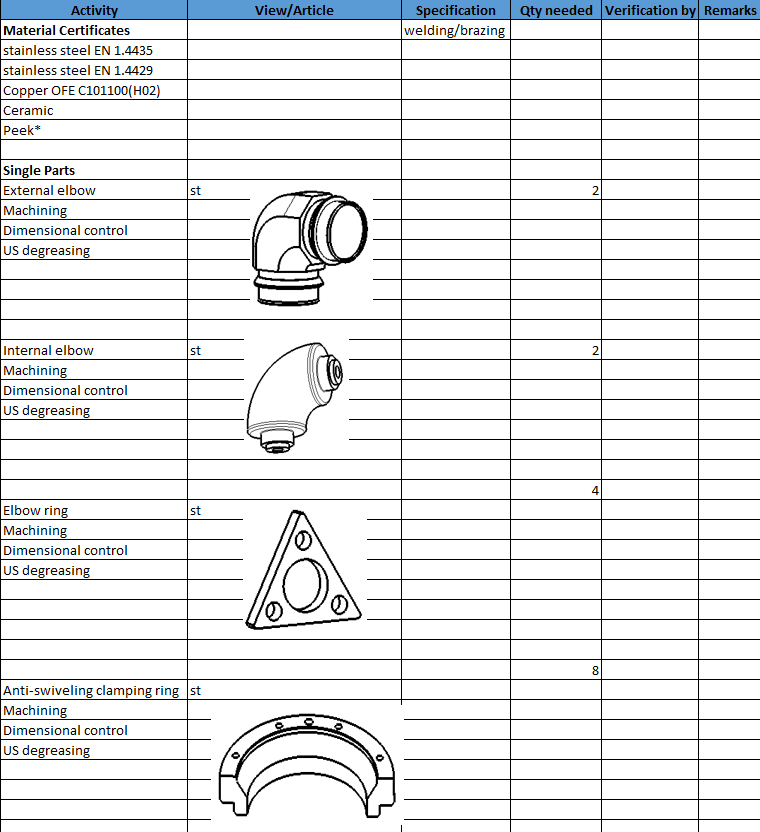 Activity View/Article Specification Qty needed Verification by Remarks
Material Certificates welding/brazing
stainless steel EN 1.4435
stainless steel EN 1.4429
Copper OFE C101100(H02)
Ceramic
Peek*
Single Parts
External elbow st 2
Machining
Dimensional control
US degreasing
Internal elbow st 2
Machining
Dimensional control
US degreasing
4
Elbow ring st
Machining
Dimensional control
US degreasing
8
Anti-swiveling clamping ring st
Machining
Dimensional control
US degreasing